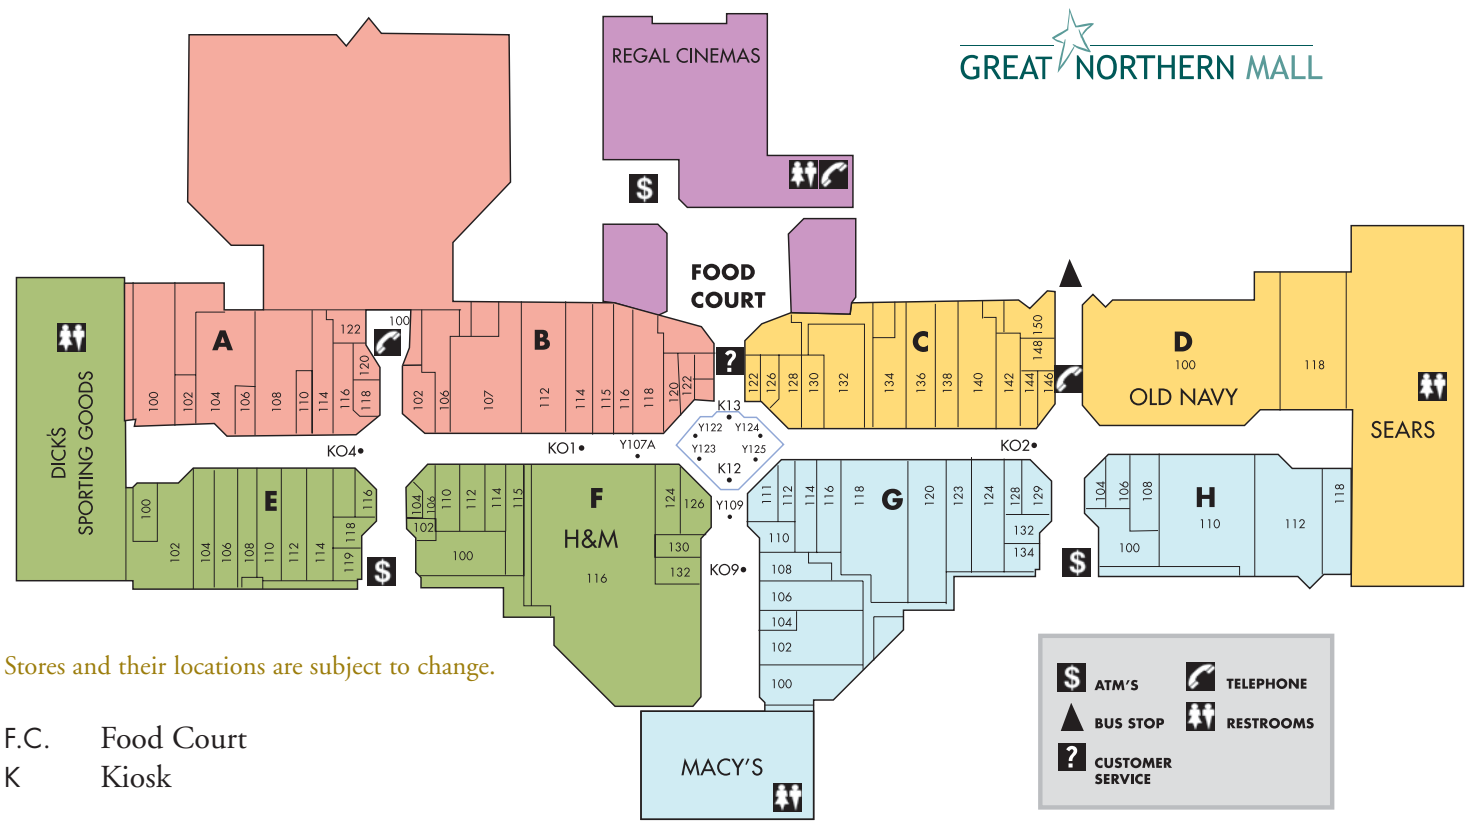 GREAT NORTHERN MALL
REGAL CINEMAS
$
FOOD
COURT
?
A
100
102
104
106
108
110
114
116
118
120
122
100
B
102
106
107
112
114
115
116
118
120
122
C
122
126
128
130
132
134
136
138
140
142
144
146
148
150
D
100
OLD NAVY
118
SEARS
DICK'S
SPORTING GOODS
KO4
KO1
Y107A
K13
Y122
Y124
Y123
Y125
K12
Y109
KO9
KO2
E
100
102
104
106
108
110
112
114
116
118
119
$
F
H&M
116
104
106
102
100
110
112
114
115
124
126
130
132
G
111
112
114
116
118
120
123
124
128
129
132
134
110
108
106
104
102
100
H
104
106
108
100
110
112
118
$
MACY'S
Stores and their locations are subject to change.
F.C. Food Court
K Kiosk
$ ATM'S
TELEPHONE
BUS STOP
RESTROOMS
? CUSTOMER
SERVICE